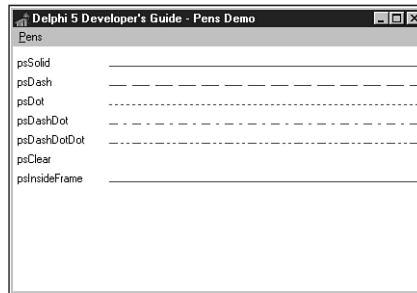 Delphi 5 Developer's Guide - Pens Demo
Pens
psSolid
psDash
psDot
psDashDot
psDashDotDot
psClear
psInsideFrame